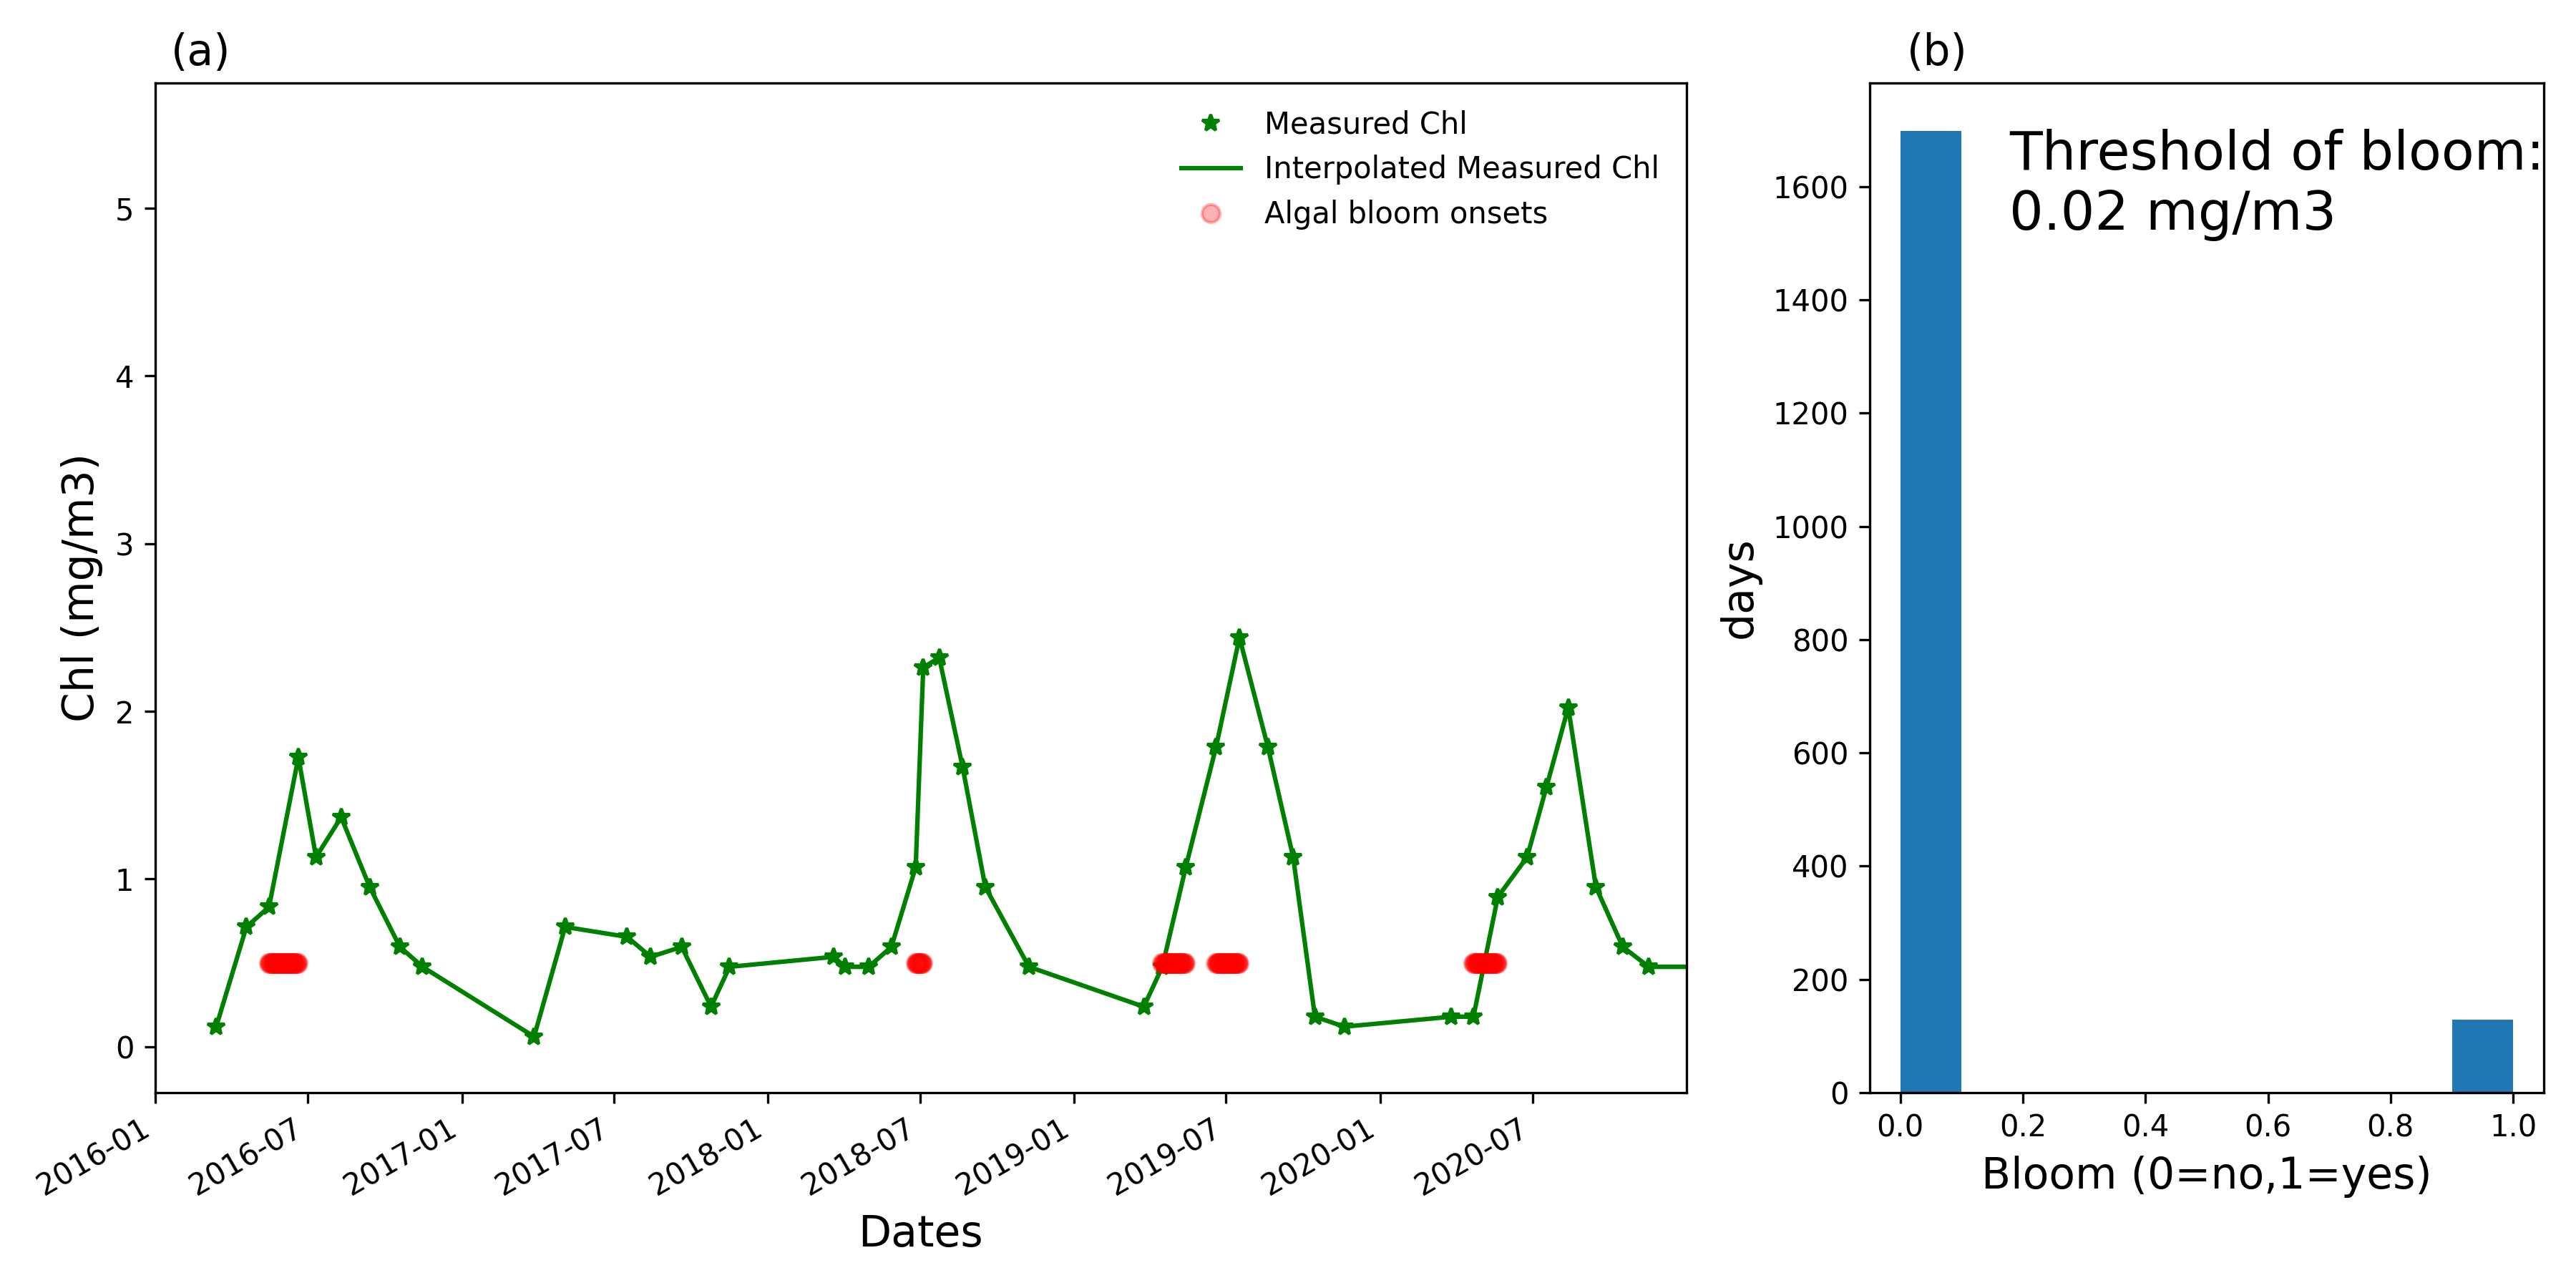 (a)
Measured Chl
Interpolated Measured Chl
Algal bloom onsets
5
4
3
2
1
0
Chl (mg/m3)
2016-01
2016-07
2017-01
2017-07
2018-01
2018-07
2019-01
2019-07
2020-01
2020-07
Dates
(b)
Threshold of bloom:
0.02 mg/m3
1600
1400
1200
1000
800
600
400
200
0
days
0.0 0.2 0.4 0.6 0.8 1.0
Bloom (0=no,1=yes)